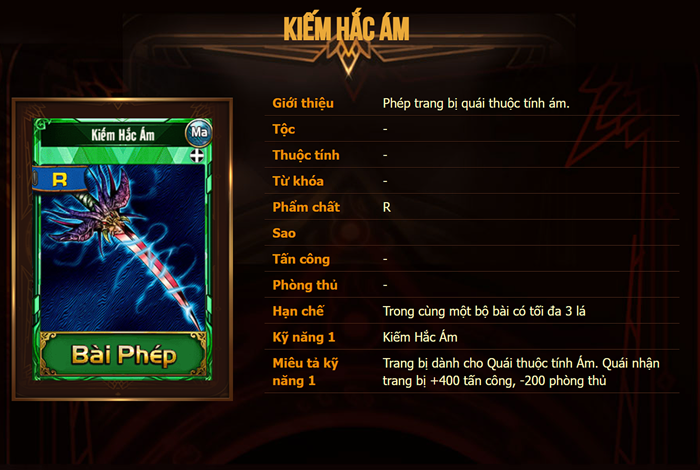 KIẾM HẮC ÁM
Kiếm Hắc Ám
Ma
R
Bài Phép
Giới thiệu Phép trang bị quái thuộc tính ám.
Tộc -
Thuộc tính -
Từ khóa -
Phẩm chất R
Sao
Tấn công -
Phòng thủ -
Hạn chế Trong cùng một bộ bài có tối đa 3 lá
Kỹ năng 1 Kiếm Hắc Ám
Miêu tả kỹ Trang bị dành cho Quái thuộc tính Ám. Quái nhận
năng 1 trang bị +400 tấn công, -200 phòng thủ